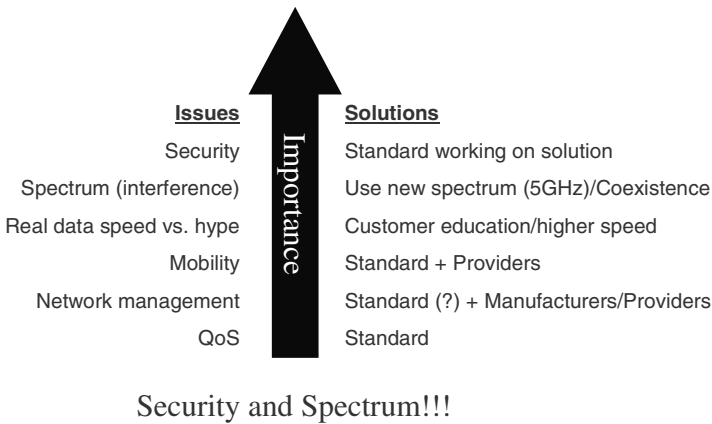 Issues Solutions
Security Standard working on solution
Spectrum (interference) Use new spectrum (5GHz)/Coexistence
Real data speed vs. hype Customer education/higher speed
Mobility Standard + Providers
Network management Standard (?) + Manufacturers/Providers
QoS Standard
Importance
Security and Spectrum!!!